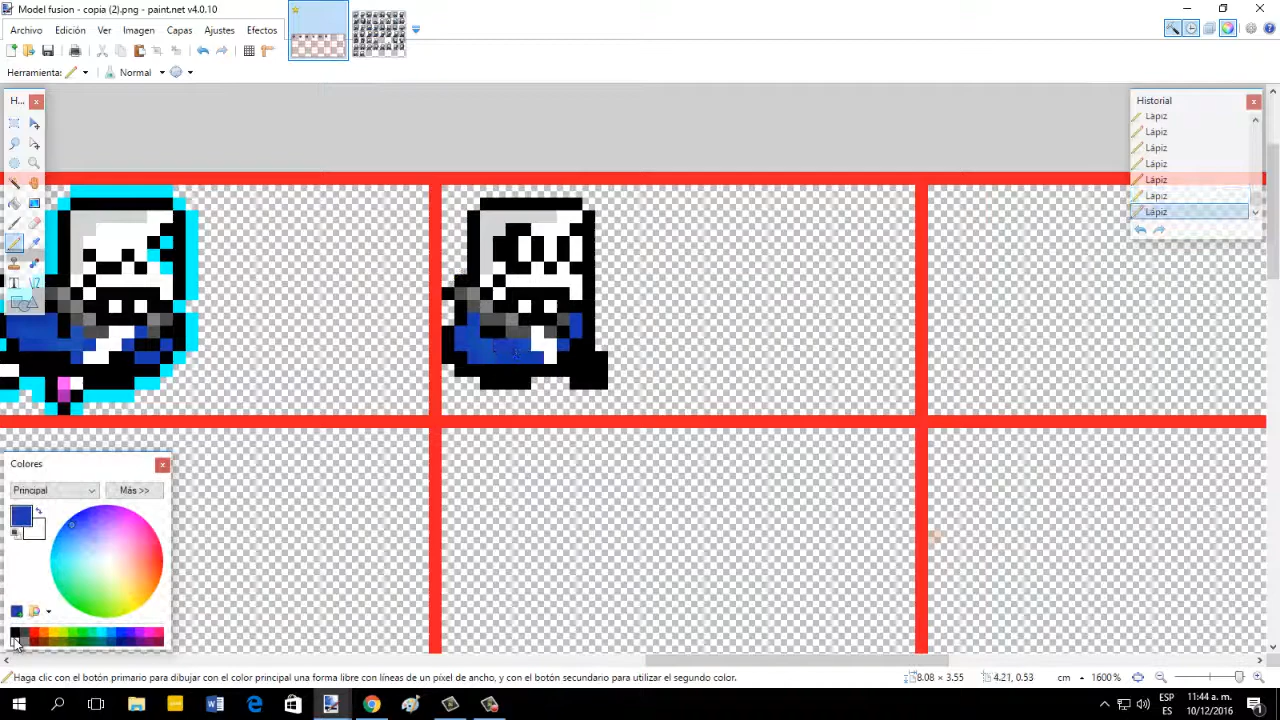 Model fusion - copia (2).png - paint.net v4.0.10
Archivo Edición Ver Imagen Capas Ajustes Efectos
Herramienta: Normal
H...
Historial
Lápiz
Lápiz
Lápiz
Lápiz
Lápiz
Lápiz
Lápiz
Colores
Principal Más >>
Haga clic con el botón primario para dibujar con el color principal una forma libre con líneas de un píxel de ancho, y con el botón secundario para utilizar el segundo color.
8.08 × 3.55 4.21, 0.53 cm 1600 %
ESP 11:44 a. m.
ES 10/12/2016